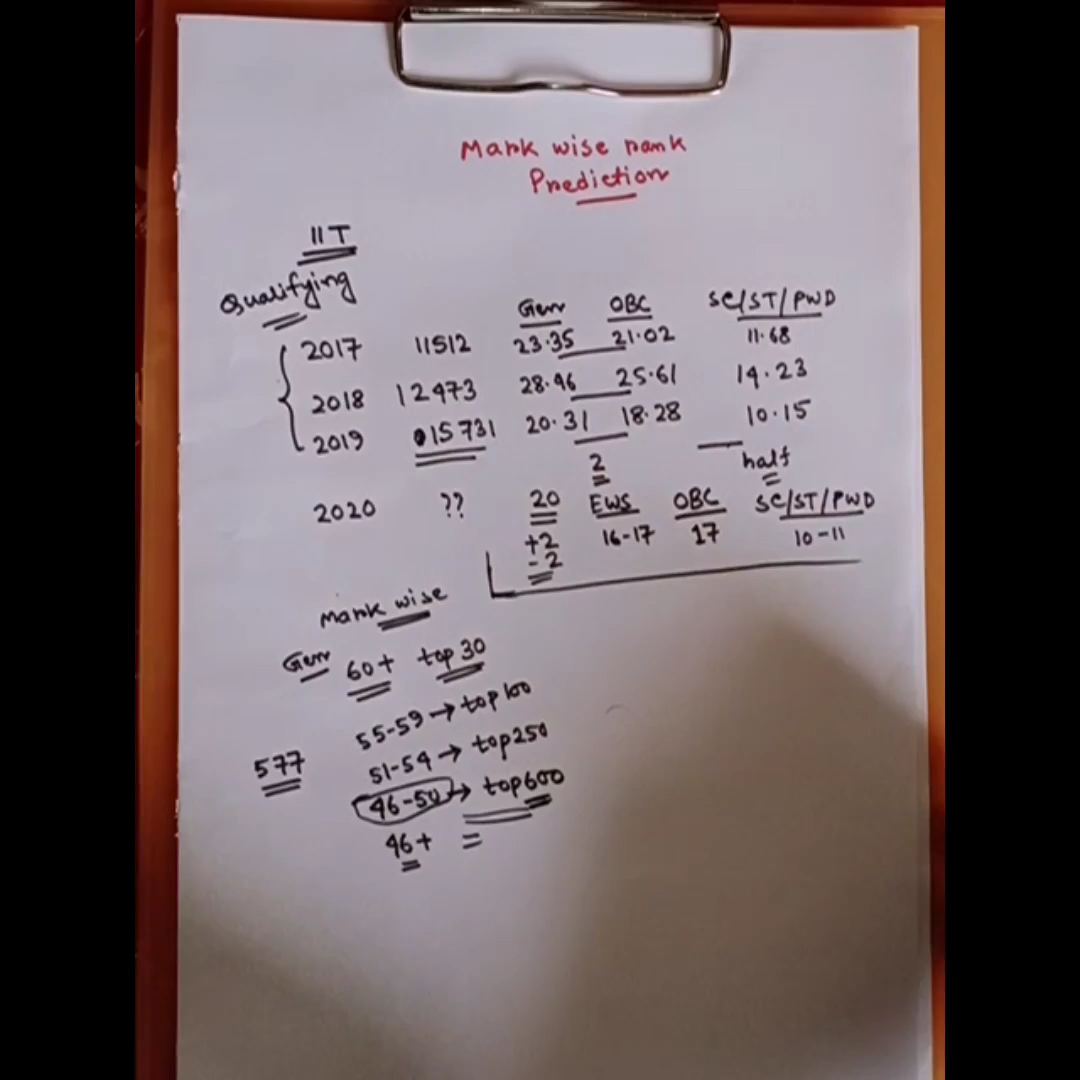 Mark wise rank
Prediction
IIT
Qualifying
Gen OBC SC/ST/PWD
2017 11512 23.35 21.02 11.68
2018 12473 28.46 25.61 14.23
2019 15731 20.31 18.28 10.15
2 half
2020 ?? 20 EWS OBC SC/ST/PWD
+2 16-17 17 10-11
-2
Mark wise
Gen 60+ top 30
55-59 → top 100
51-54 → top 250
577 46-50 → top 600
46+ =